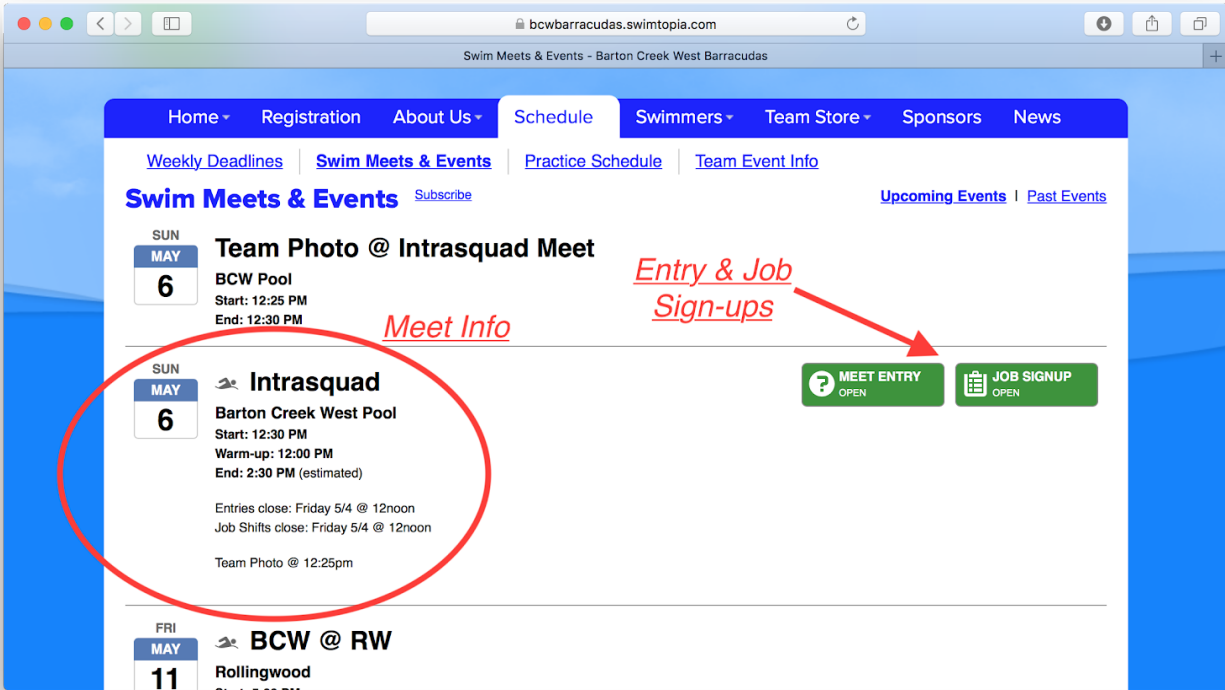 bcwbarracudas.swimtopia.com
Swim Meets & Events - Barton Creek West Barracudas
Home Registration About Us Schedule Swimmers Team Store Sponsors News
Weekly Deadlines Swim Meets & Events Practice Schedule Team Event Info
Swim Meets & Events Subscribe Upcoming Events | Past Events
SUN
MAY
6
Team Photo @ Intrasquad Meet
BCW Pool
Start: 12:25 PM
End: 12:30 PM
Entry & Job
Sign-ups
Meet Info
SUN
MAY
6
Intrasquad
Barton Creek West Pool
Start: 12:30 PM
Warm-up: 12:00 PM
End: 2:30 PM (estimated)
Entries close: Friday 5/4 @ 12noon
Job Shifts close: Friday 5/4 @ 12noon
Team Photo @ 12:25pm
MEET ENTRY
OPEN
JOB SIGNUP
OPEN
FRI
MAY
11
BCW @ RW
Rollingwood